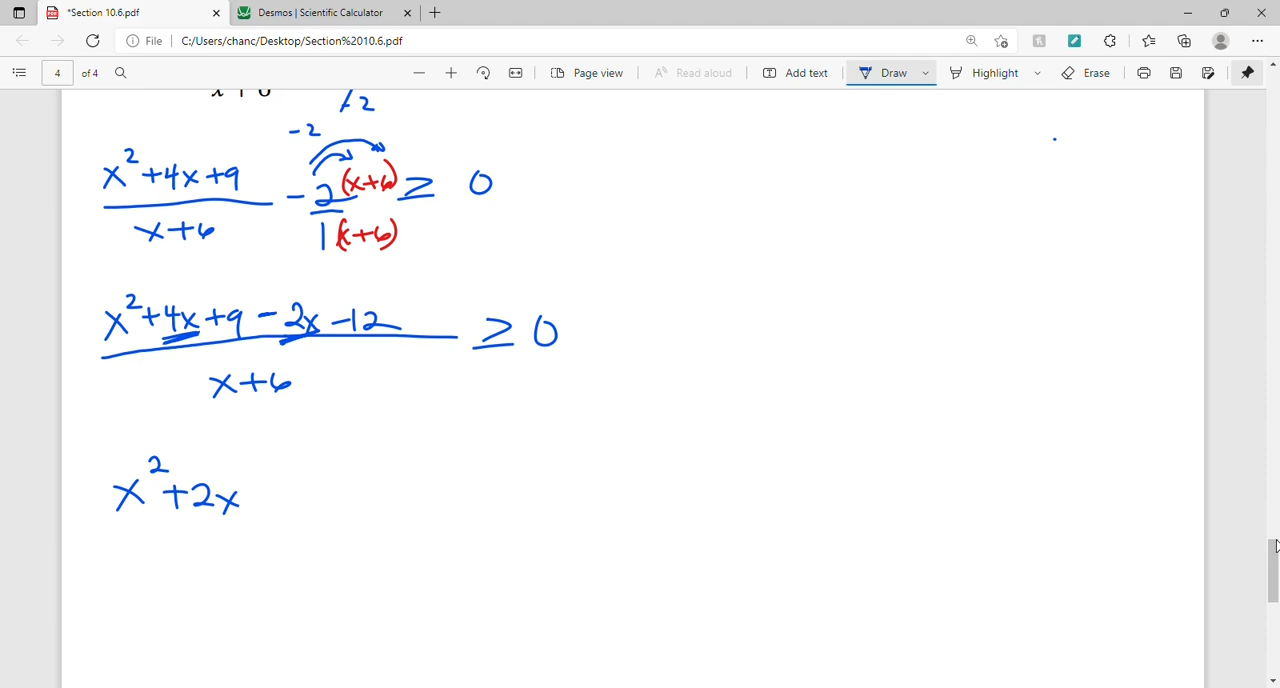 *Section 10.6.pdf
Desmos | Scientific Calculator
File | C:/Users/chanc/Desktop/Section%2010.6.pdf
4 of 4
Page view
Read aloud
Add text
Draw
Highlight
Erase
x + 6
-2
-2
x² + 4x + 9 / x + 6 - 2(x+6) / 1(x+6) ≥ 0
x² + 4x + 9 - 2x - 12 / x + 6 ≥ 0
x² + 2x